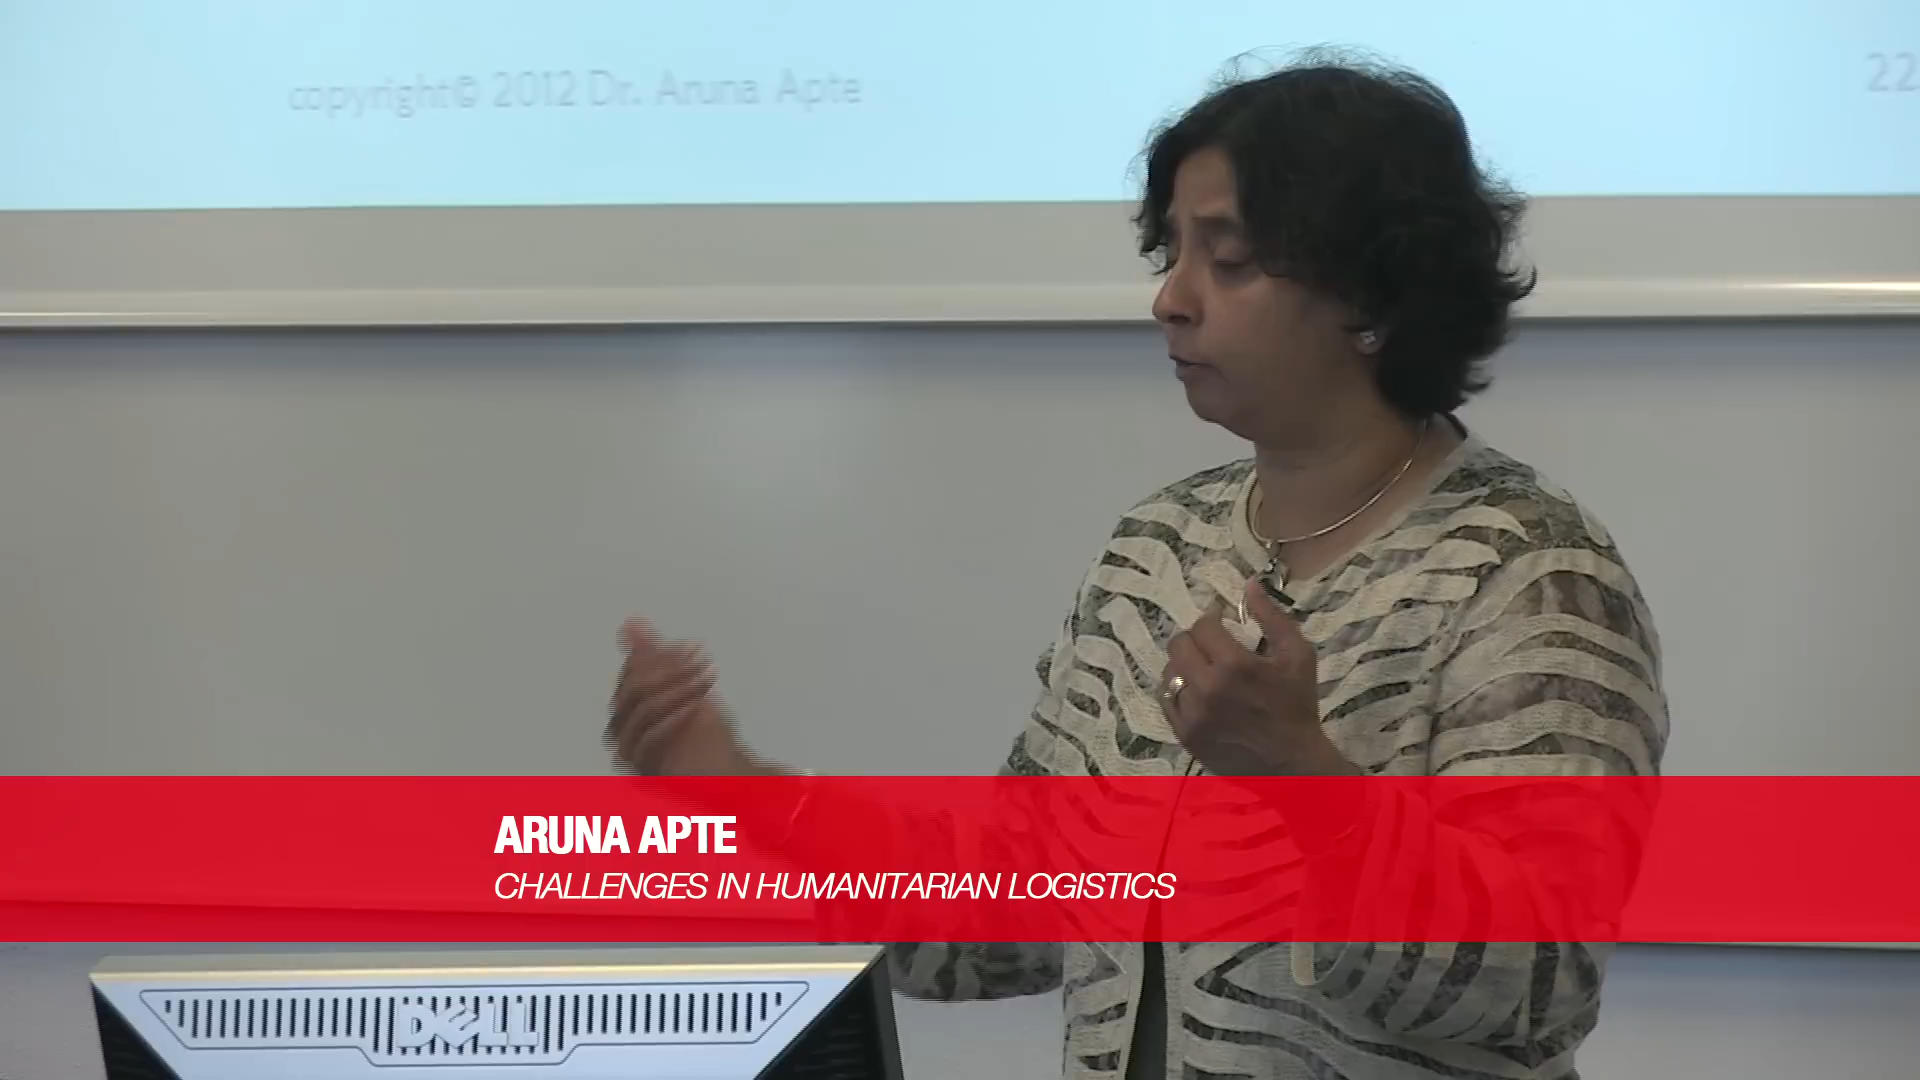 copyright© 2012 Dr. Aruna Apte
22
ARUNA APTE
CHALLENGES IN HUMANITARIAN LOGISTICS
DELL